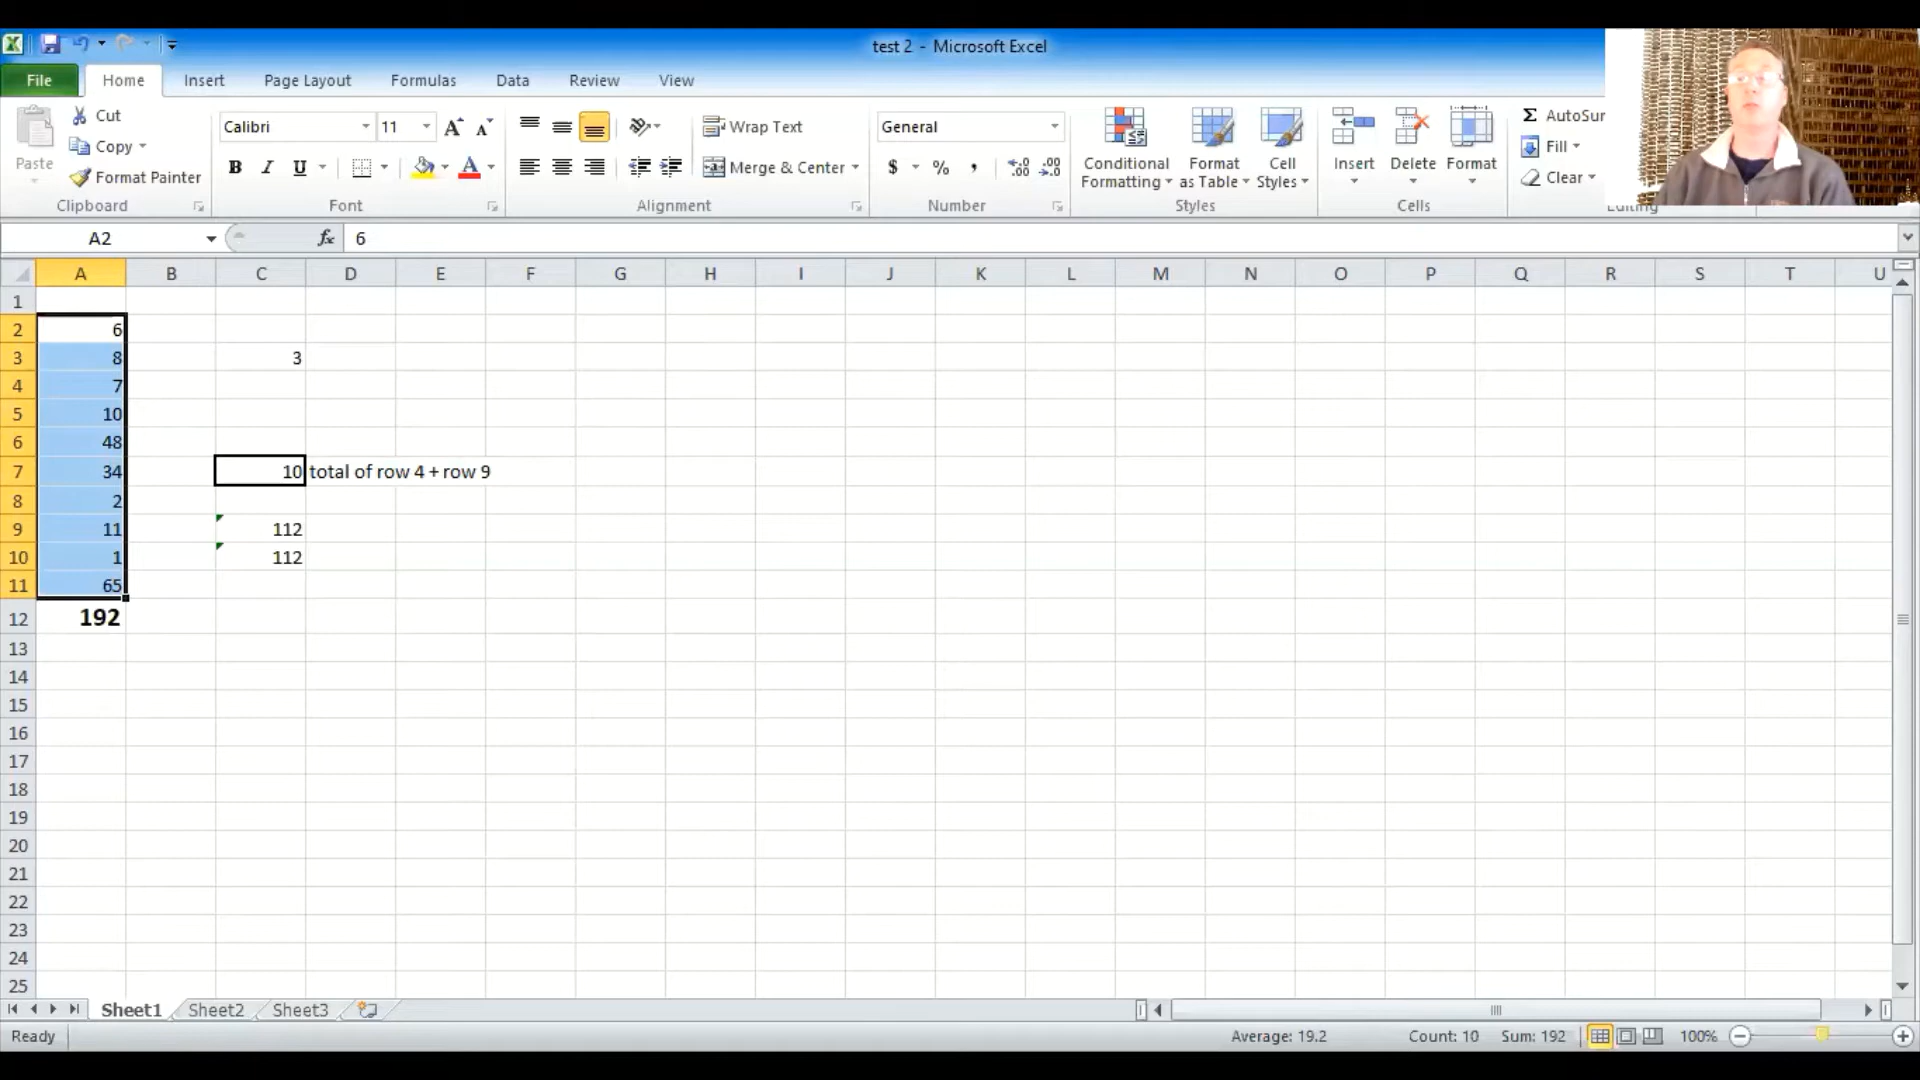 test 2 - Microsoft Excel
File Home Insert Page Layout Formulas Data Review View
Paste
Cut
Copy
Format Painter
Clipboard
Calibri 11
B I U
Font
Wrap Text
Merge & Center
Alignment
General
$ % ,
Number
Conditional Formatting
Format as Table
Cell Styles
Styles
Insert Delete Format
Cells
Σ AutoSu
Fill
Clear
Editing
A2 fx 6
A B C D E F G H I J K L M N O P Q R S T U
1
2 6
3 8 3
4 7
5 10
6 48
7 34 10 total of row 4 + row 9
8 2
9 11 112
10 1 112
11 65
12 192
13
14
15
16
17
18
19
20
21
22
23
24
25
Sheet1 Sheet2 Sheet3
Ready Average: 19.2 Count: 10 Sum: 192 100%